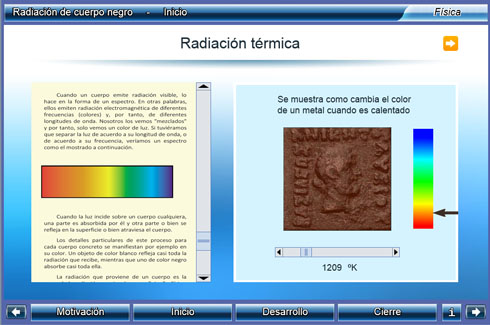 Radiación de cuerpo negro - Inicio
Física
Radiación térmica
Cuando un cuerpo emite radiación visible, lo
hace en la forma de un espectro. En otras palabras,
ellos emiten radiación electromagnética de diferentes
frecuencias (colores) y, por tanto, de diferentes
longitudes de onda. Nosotros los vemos "mezclados"
y por tanto, solo vemos un color de luz. Si tuviéramos
que separar la luz de acuerdo a su longitud de onda, o
de acuerdo a su frecuencia, veríamos un espectro
como el mostrado a continuación.
Cuando la luz incide sobre un cuerpo cualquiera,
una parte es absorbida por él y otra parte o bien se
refleja en la superficie o bien atraviesa el cuerpo.
Los detalles particulares de este proceso para
cada cuerpo concreto se manifiestan por ejemplo en
su color. Un objeto de color blanco refleja casi toda la
radiación que recibe, mientras que uno de color negro
absorbe casi toda ella.
La radiación que proviene de un cuerpo es la
Se muestra como cambia el color
de un metal cuando es calentado
1209 ºK
Motivación
Inicio
Desarrollo
Cierre
i